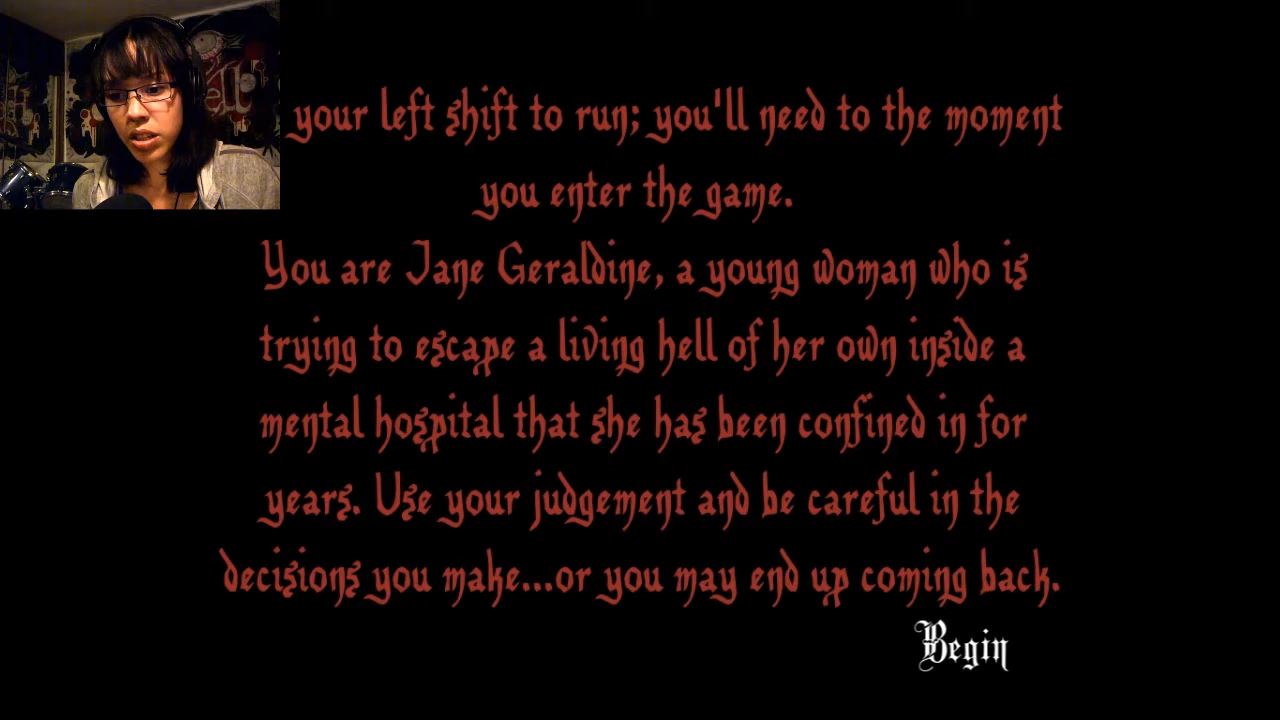 your left shift to run; you'll need to the moment
you enter the game.
You are Jane Geraldine, a young woman who is
trying to escape a living hell of her own inside a
mental hospital that she has been confined in for
years. Use your judgement and be careful in the
decisions you make...or you may end up coming back.
Begin